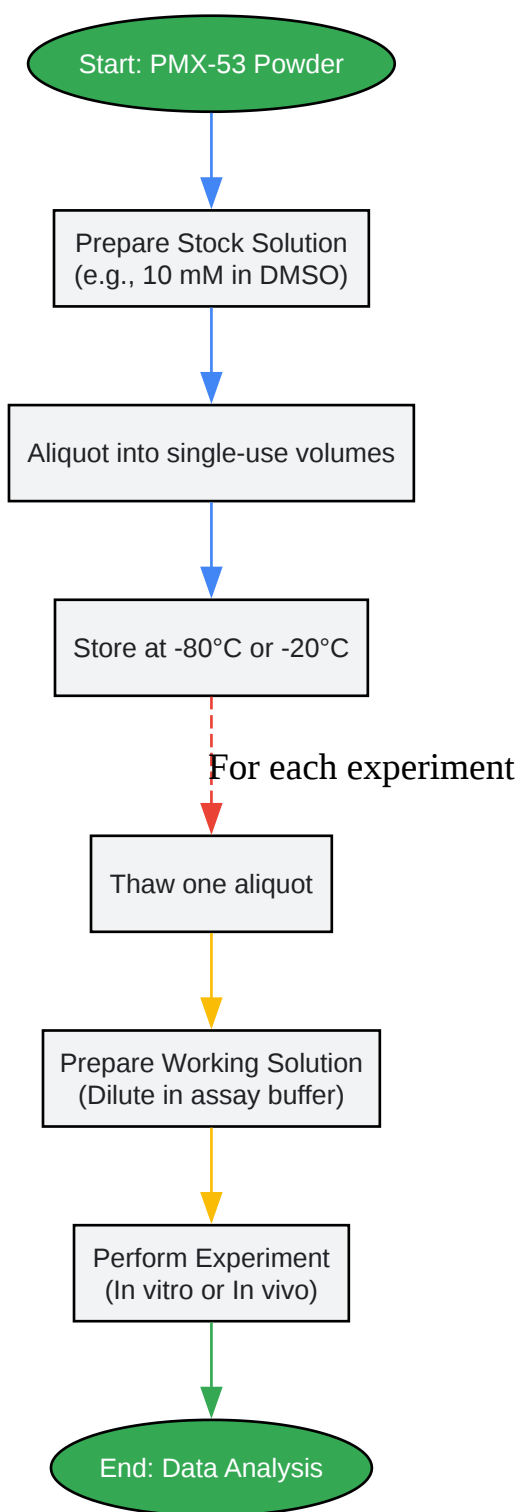 Start: PMX-53 Powder
Prepare Stock Solution
(e.g., 10 mM in DMSO)
Aliquot into single-use volumes
Store at -80°C or -20°C
For each experiment
Thaw one aliquot
Prepare Working Solution
(Dilute in assay buffer)
Perform Experiment
(In vitro or In vivo)
End: Data Analysis